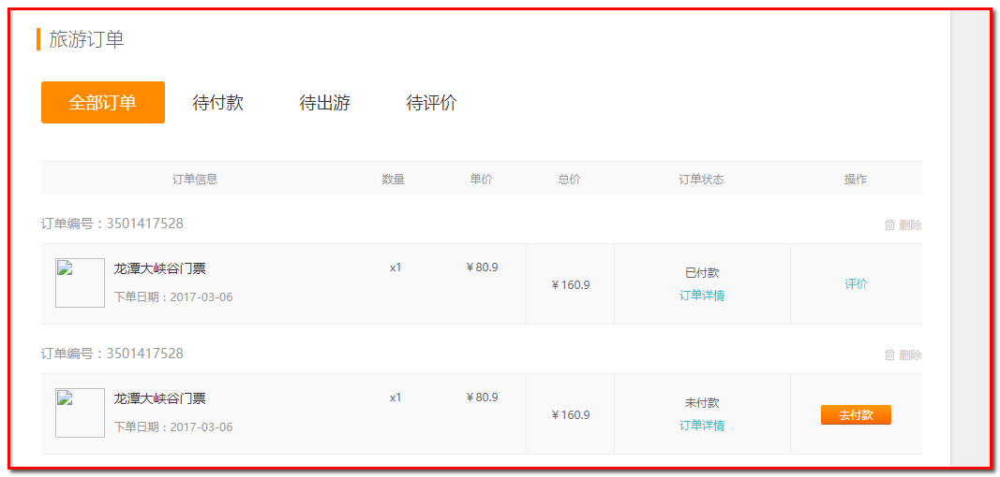 旅游订单
全部订单 待付款 待出游 待评价
订单信息 数量 单价 总价 订单状态 操作
订单编号：3501417528 删除
龙潭大峡谷门票 x1 ¥80.9
下单日期：2017-03-06
¥160.9
已付款
订单详情
评价
订单编号：3501417528 删除
龙潭大峡谷门票 x1 ¥80.9
下单日期：2017-03-06
¥160.9
未付款
订单详情
去付款